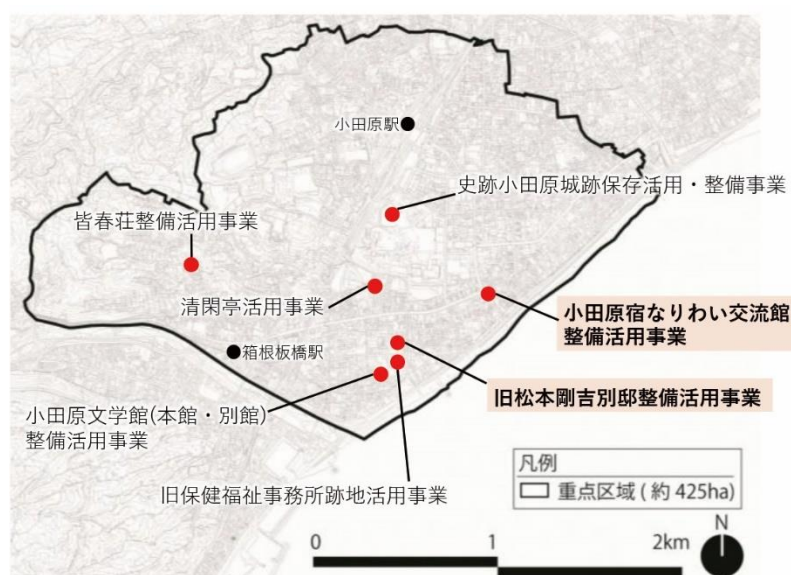 小田原駅
史跡小田原城跡保存活用・整備事業
皆春荘整備活用事業
清閑亭活用事業
小田原宿なりわい交流館
整備活用事業
箱根板橋駅
旧松本剛吉別邸整備活用事業
小田原文学館(本館・別館)
整備活用事業
旧保健福祉事務所跡地活用事業
凡例
重点区域 ( 約 425ha)
N
0 1 2km